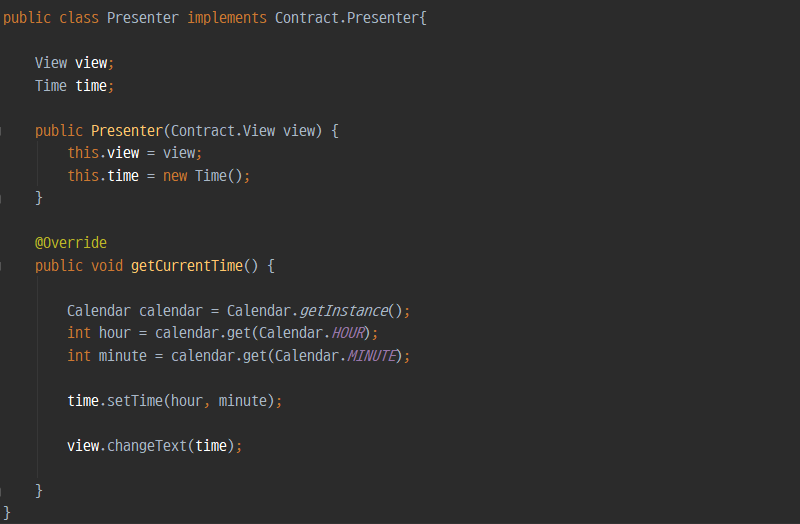 public class Presenter implements Contract.Presenter{
View view;
Time time;
public Presenter(Contract.View view) {
this.view = view;
this.time = new Time();
}
@Override
public void getCurrentTime() {
Calendar calendar = Calendar.getInstance();
int hour = calendar.get(Calendar.HOUR);
int minute = calendar.get(Calendar.MINUTE);
time.setTime(hour, minute);
view.changeText(time);
}
}